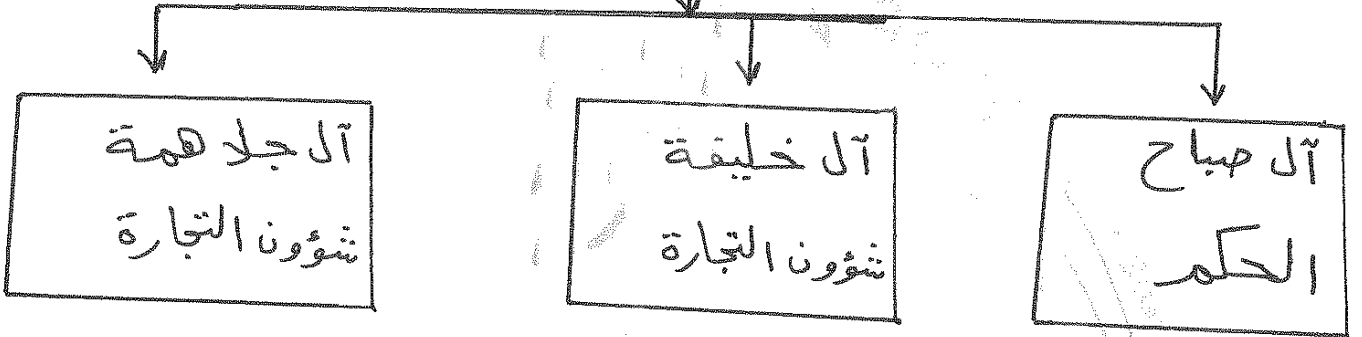 آل صباح
الحكم
آل خليفة
شؤون التجارة
آل جلاهمة
شؤون التجارة